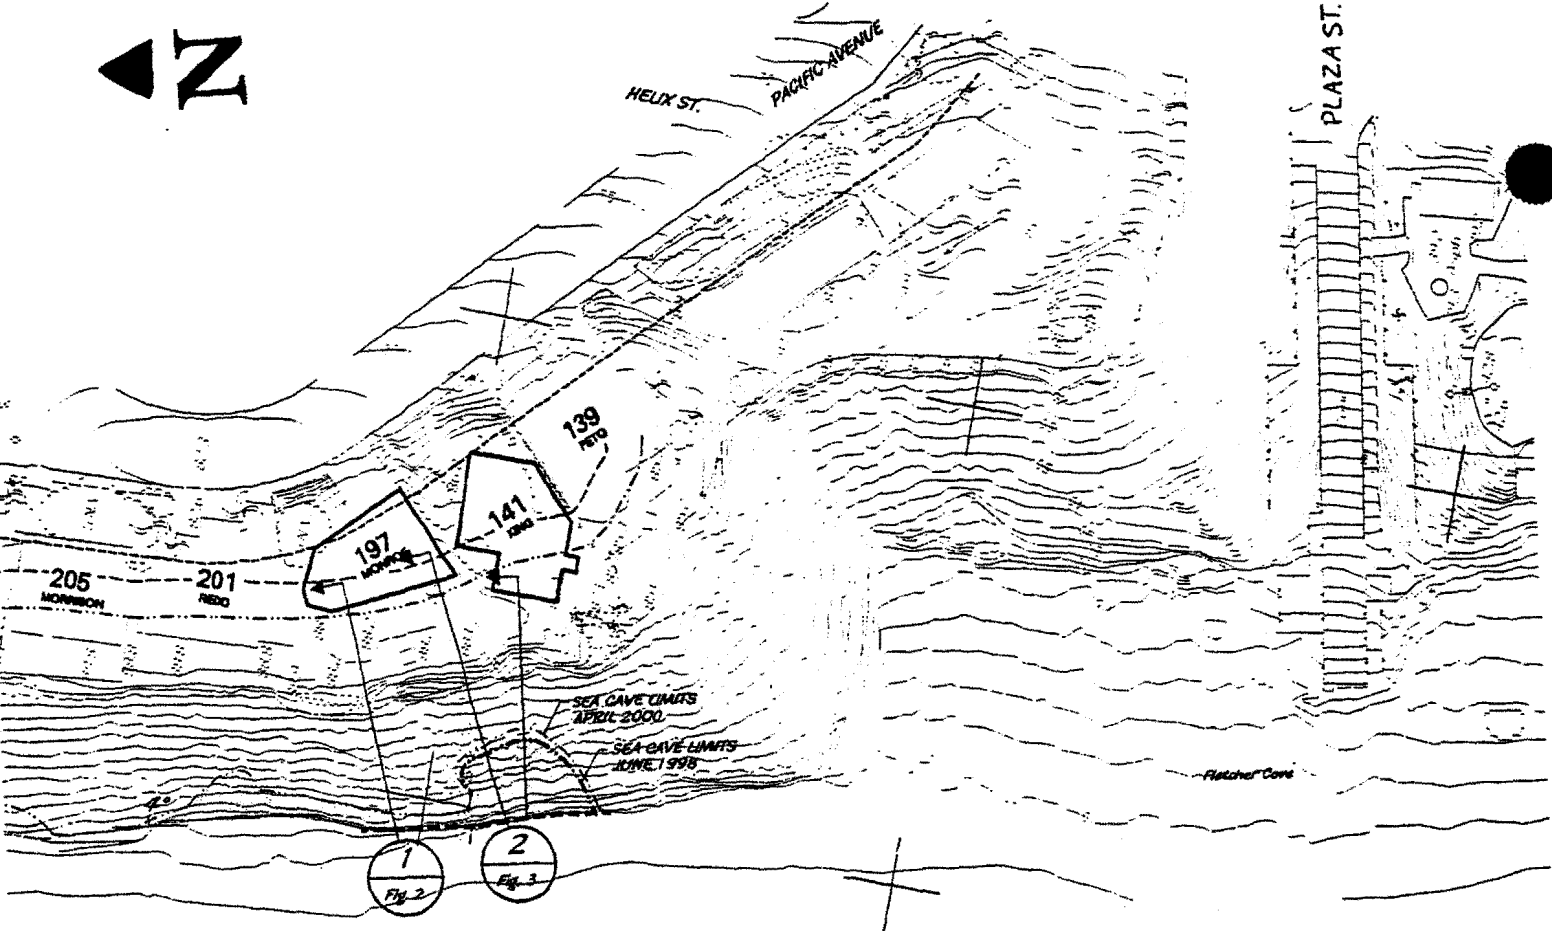 N
PLAZA ST.
PACIFIC AVENUE
HELIX ST.
139
PETO
141
KING
197
MONROE
205
MORRISON
201
REDO
SEA CAVE LIMITS
APRIL 2000
SEA CAVE LIMITS
JUNE 1998
Fletcher Cove
1
Fig. 2
2
Fig. 3